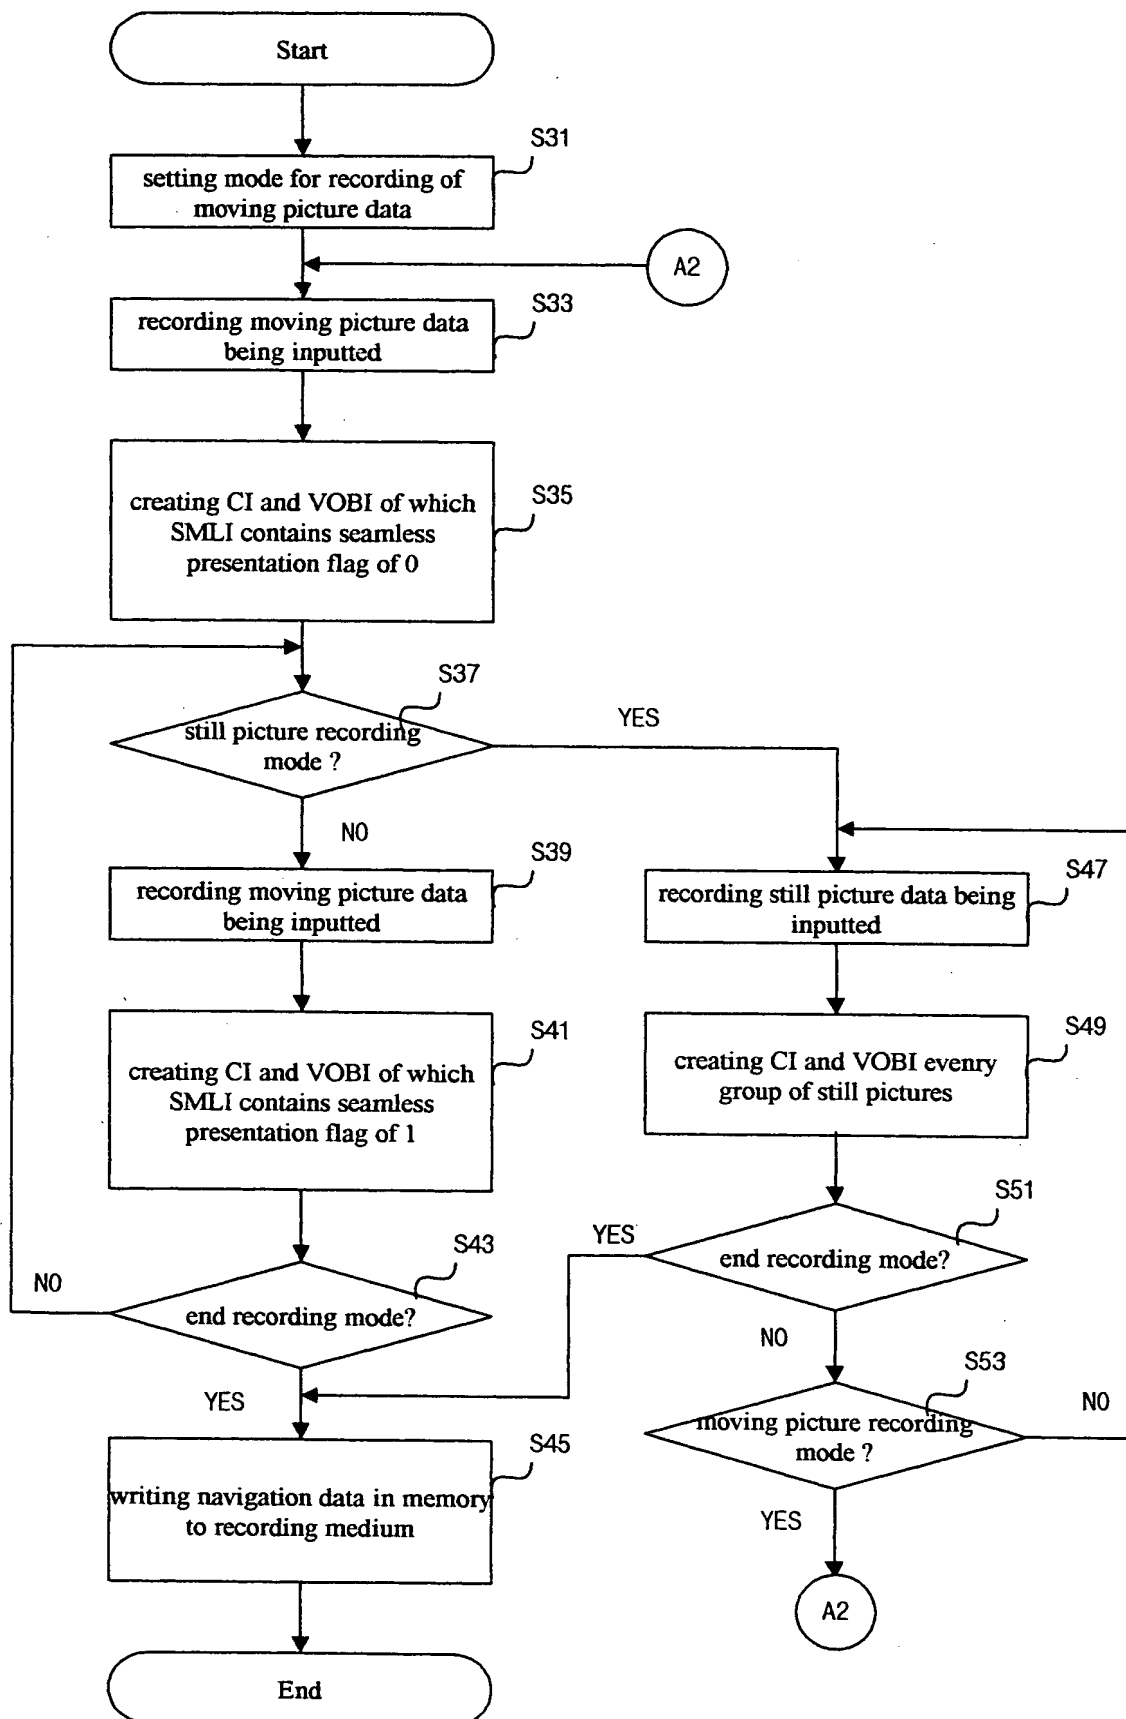 Start
S31
setting mode for recording of
moving picture data
A2
S33
recording moving picture data
being inputted
S35
creating CI and VOBI of which
SMLI contains seamless
presentation flag of 0
S37
still picture recording
mode ?
YES
NO
S39
recording moving picture data
being inputted
S47
recording still picture data being
inputted
S41
creating CI and VOBI of which
SMLI contains seamless
presentation flag of 1
S49
creating CI and VOBI evenry
group of still pictures
S43
end recording mode?
NO
YES
S51
end recording mode?
YES
NO
S53
moving picture recording
mode ?
NO
YES
A2
S45
writing navigation data in memory
to recording medium
End